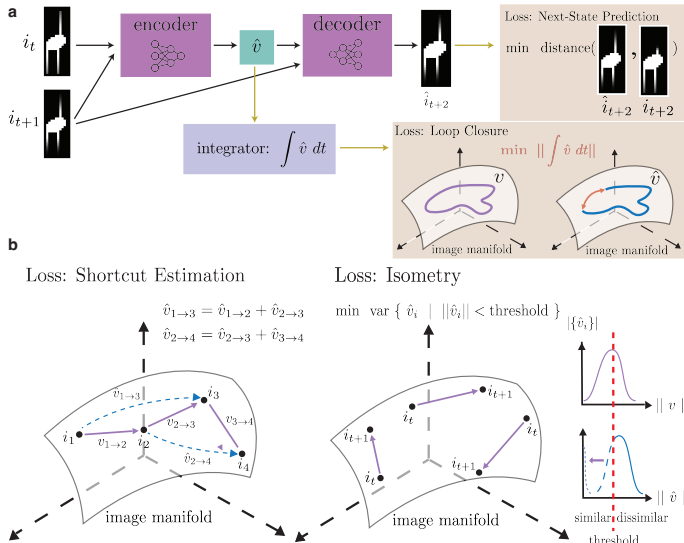 a
i_t
encoder
v̂
decoder
î_{t+2}
i_{t+1}
Loss: Next-State Prediction
min distance( , )
î_{t+2} i_{t+2}
integrator: ∫ v̂ dt
Loss: Loop Closure
min ||∫ v̂ dt||
v
v̂
image manifold
image manifold
b
Loss: Shortcut Estimation
v̂_{1→3} = v̂_{1→2} + v̂_{2→3}
v̂_{2→4} = v̂_{2→3} + v̂_{3→4}
v̂_{1→3}
i_3
v_{2→3}
v_{3→4}
i_1
v_{1→2}
i_2
v̂_{2→4}
i_4
image manifold
Loss: Isometry
min var { v̂_i | ||v̂_i|| < threshold }
i_{t+1}
i_t
i_t
i_{t+1}
i_t
i_{t+1}
image manifold
|{v̂_i}|
|| v ||
|| v̂ ||
similar dissimilar
threshold